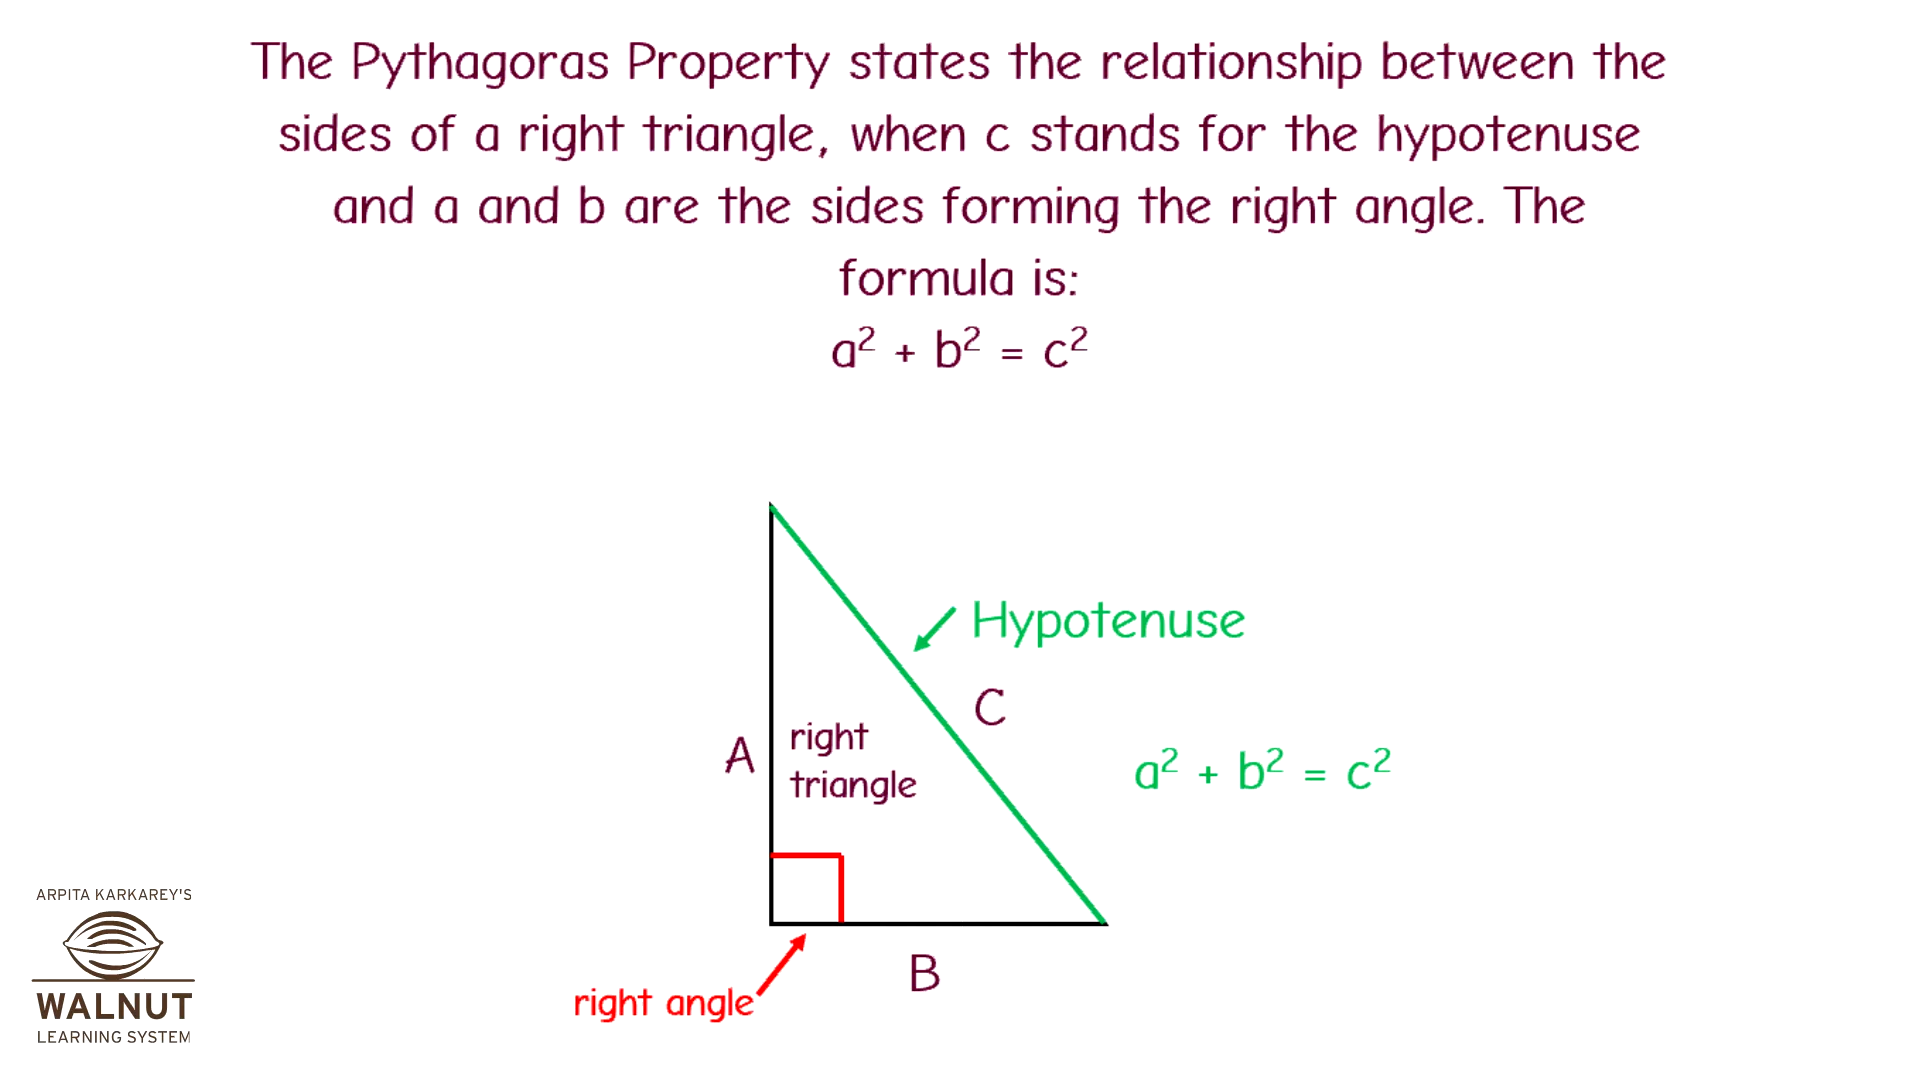 The Pythagoras Property states the relationship between the
sides of a right triangle, when c stands for the hypotenuse
and a and b are the sides forming the right angle. The
formula is:
a² + b² = c²
Hypotenuse
C
A
right
triangle
a² + b² = c²
B
right angle
ARPITA KARKAREY'S
WALNUT
LEARNING SYSTEM